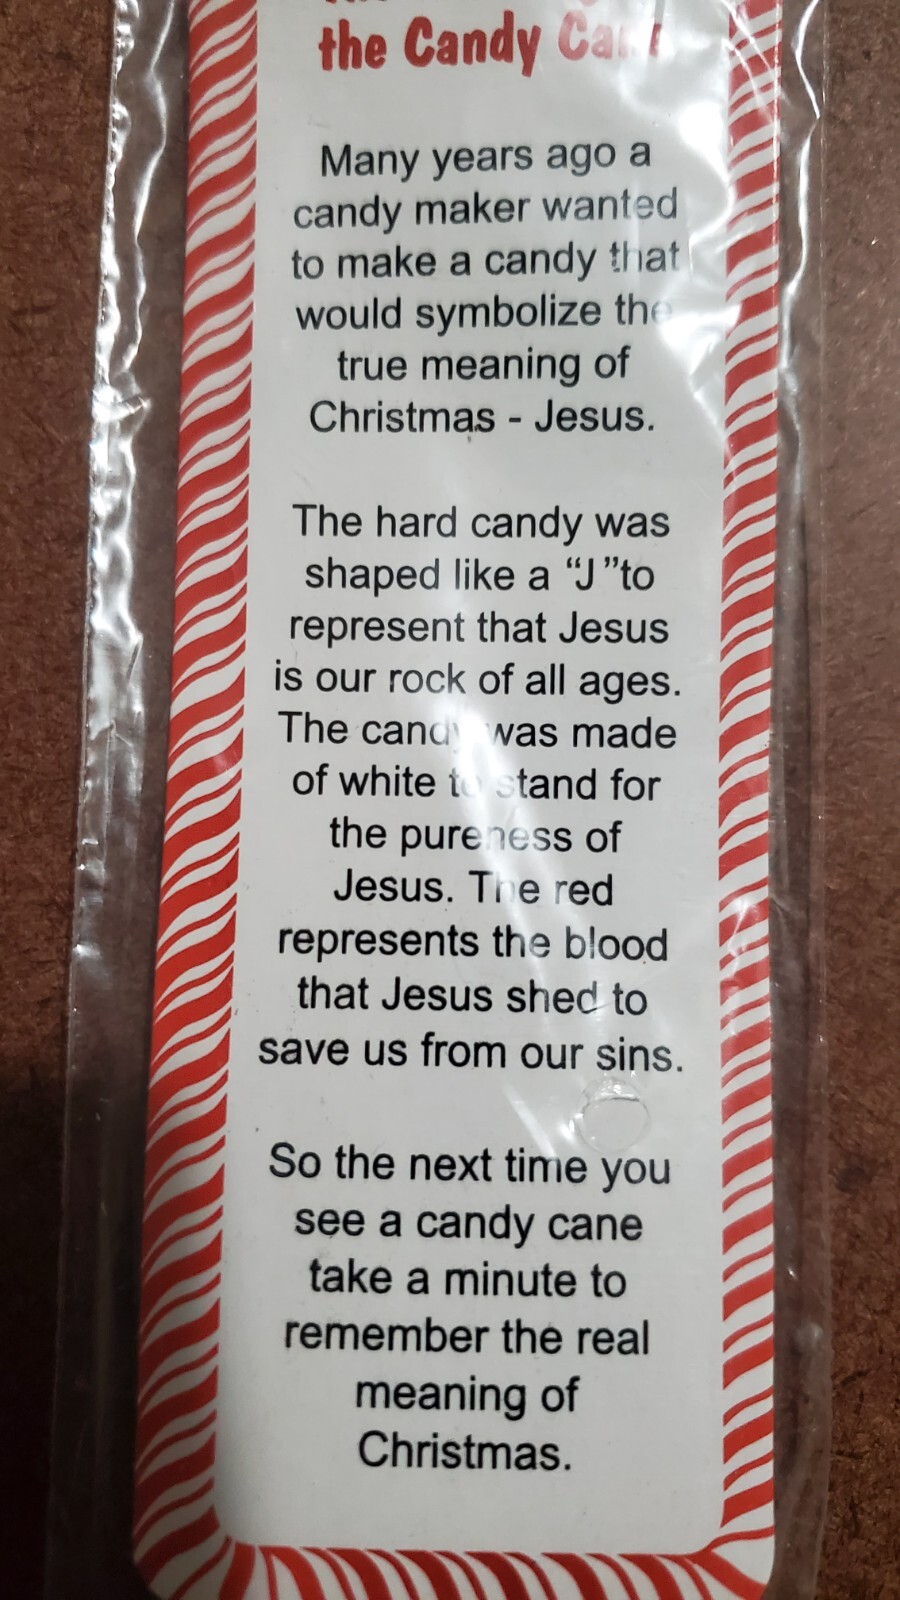 the Candy Cane
Many years ago a
candy maker wanted
to make a candy that
would symbolize the
true meaning of
Christmas - Jesus.
The hard candy was
shaped like a “J ”to
represent that Jesus
is our rock of all ages.
The candy was made
of white to stand for
the pureness of
Jesus. The red
represents the blood
that Jesus shed to
save us from our sins.
So the next time you
see a candy cane
take a minute to
remember the real
meaning of
Christmas.